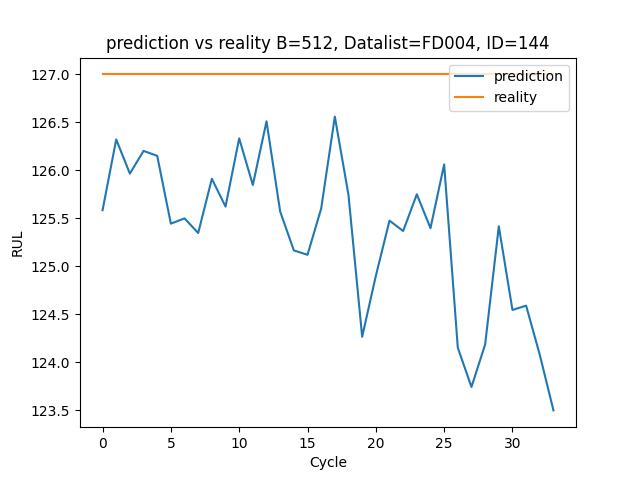 prediction vs reality B=512, Datalist=FD004, ID=144
127.0
126.5
126.0
125.5
125.0
124.5
124.0
123.5
RUL
prediction
reality
0 5 10 15 20 25 30
Cycle